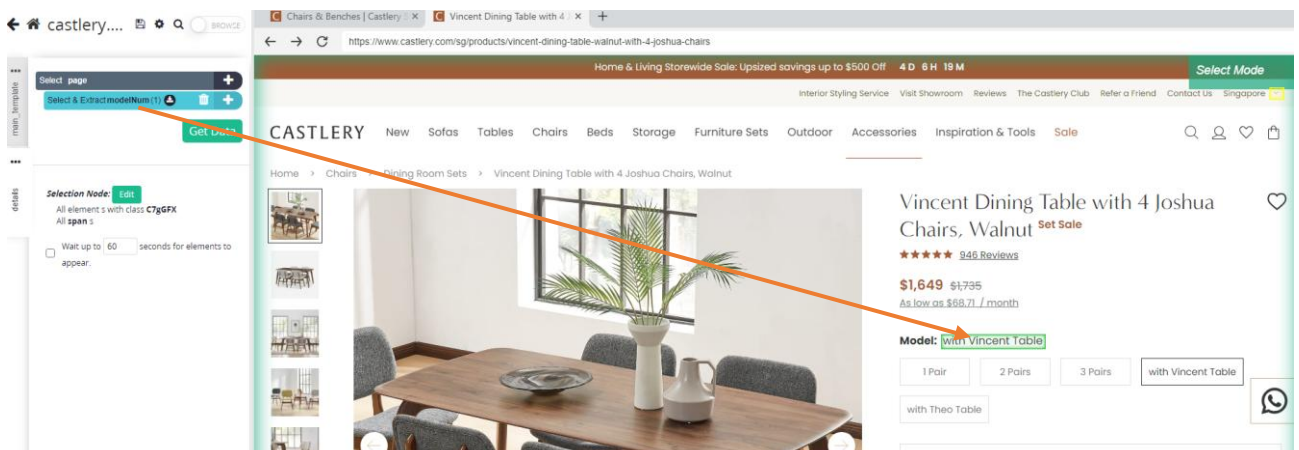 castlery....
BROWSE
Chairs & Benches | Castlery
Vincent Dining Table with 4 J
https://www.castlery.com/sg/products/vincent-dining-table-walnut-with-4-joshua-chairs
main_template
details
Select page
Select & Extract modelNum (1)
Get Data
Selection Node: Edit
All element s with class C7gGFX
All span s
Wait up to 60 seconds for elements to
appear.
Home & Living Storewide Sale: Upsized savings up to $500 Off 4 D 6 H 19 M
Select Mode
Interior Styling Service Visit Showroom Reviews The Castlery Club Refer a Friend Contact Us Singapore
CASTLERY New Sofas Tables Chairs Beds Storage Furniture Sets Outdoor Accessories Inspiration & Tools Sale
Home > Chairs > Dining Room Sets > Vincent Dining Table with 4 Joshua Chairs, Walnut
Vincent Dining Table with 4 Joshua
Chairs, Walnut Set Sale
946 Reviews
$1,649 $1,735
As low as $68.71 / month
Model: with Vincent Table
1 Pair 2 Pairs 3 Pairs with Vincent Table
with Theo Table